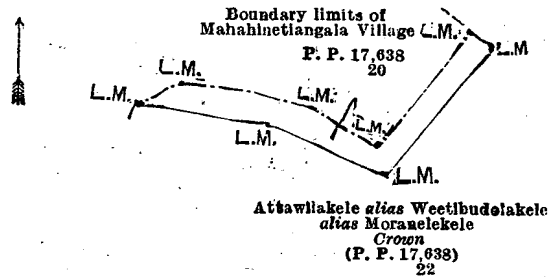 Boundary limits of
Mahahinetiangala Village
L.M.
L.M
P. P. 17,638
20
L.M.
L.M.
L.M.
L.M.
L.M.
L.M.
Attawilakele alias Weetibudelakele
alias Moranelekele
Crown
(P. P. 17,638)
22